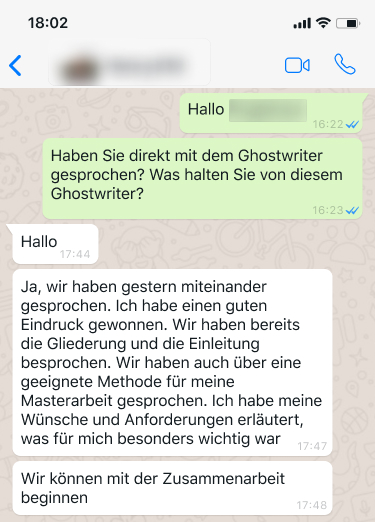 18:02
Hallo
16:22
Haben Sie direkt mit dem Ghostwriter
gesprochen? Was halten Sie von diesem
Ghostwriter?
16:23
Hallo
17:44
Ja, wir haben gestern miteinander
gesprochen. Ich habe einen guten
Eindruck gewonnen. Wir haben bereits
die Gliederung und die Einleitung
besprochen. Wir haben auch über eine
geeignete Methode für meine
Masterarbeit gesprochen. Ich habe meine
Wünsche und Anforderungen erläutert,
was für mich besonders wichtig war
17:47
Wir können mit der Zusammenarbeit
beginnen
17:48